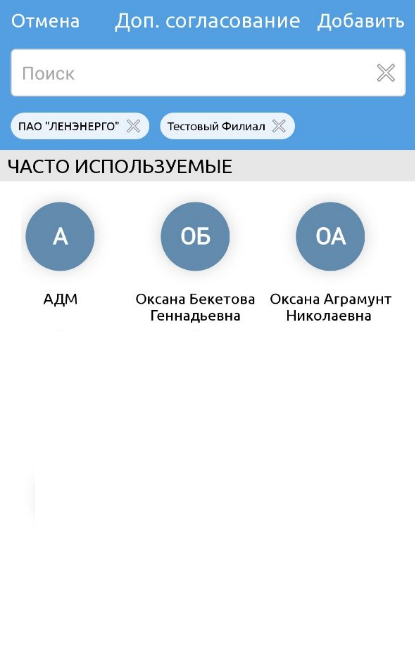 Отмена Доп. согласование Добавить
Поиск
ПАО "ЛЕНЭНЕРГО" Тестовый Филиал
ЧАСТО ИСПОЛЬЗУЕМЫЕ
А ОБ ОА
АДМ Оксана Бекетова Оксана Аграмунт
Геннадьевна Николаевна